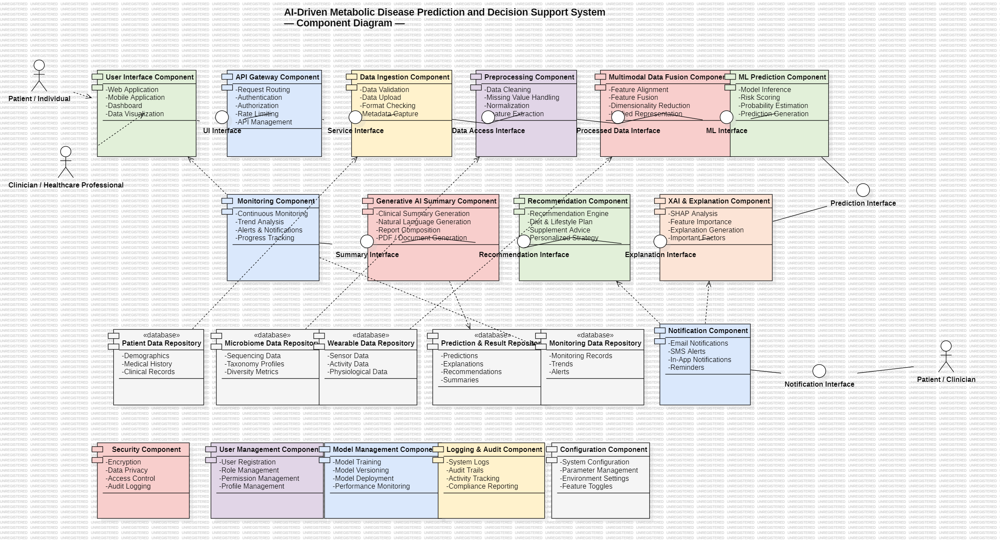 AI-Driven Metabolic Disease Prediction and Decision Support System
— Component Diagram —
Patient / Individual
User Interface Component
-Web Application
-Mobile Application
-Dashboard
-Data Visualization
UI Interface
API Gateway Component
-Request Routing
-Authentication
-Authorization
-Rate Limiting
-API Management
Service Interface
Data Ingestion Component
-Data Validation
-Data Upload
-Format Checking
-Metadata Capture
Data Access Interface
Preprocessing Component
-Data Cleaning
-Missing Value Handling
-Normalization
ature Extraction
Processed Data Interface
Multimodal Data Fusion Componen
-Feature Alignment
-Feature Fusion
-Dimensionality Reduction
Representation
ML Interface
ML Prediction Component
-Model Inference
-Risk Scoring
-Probability Estimation
-Prediction Generation
Clinician / Healthcare Professional
Prediction Interface
Monitoring Component
-Continuous Monitoring
-Trend Analysis
-Alerts & Notifications
-Progress Tracking
Summary Interface
Generative AI Summary Component
-Clinical Summary Generation
-Natural Language Generation
-Report Composition
-PDF / Document Generation
Recommendation Interface
Recommendation Component
-Recommendation Engine
-Diet & Lifestyle Plan
-Supplement Advice
Personalized Strategy
Explanation Interface
XAI & Explanation Component
-SHAP Analysis
-Feature Importance
-Explanation Generation
-Important Factors
«database»
Patient Data Repository
-Demographics
-Medical History
-Clinical Records
«database»
Microbiome Data Repository
-Sequencing Data
-Taxonomy Profiles
-Diversity Metrics
«database»
Wearable Data Repository
-Sensor Data
-Activity Data
-Physiological Data
«database»
Prediction & Result Repositor
-Predictions
-Explanations
-Recommendations
-Summaries
«database»
Monitoring Data Repository
-Monitoring Records
-Trends
-Alerts
Notification Component
-Email Notifications
-SMS Alerts
-In-App Notifications
-Reminders
Notification Interface
Patient / Clinician
Security Component
-Encryption
-Data Privacy
-Access Control
-Audit Logging
User Management Componen
-User Registration
-Role Management
-Permission Management
-Profile Management
Model Management Compone
-Model Training
-Model Versioning
-Model Deployment
-Performance Monitoring
Logging & Audit Component
-System Logs
-Audit Trails
-Activity Tracking
-Compliance Reporting
Configuration Component
-System Configuration
-Parameter Management
-Environment Settings
-Feature Toggles
UNREGISTERED